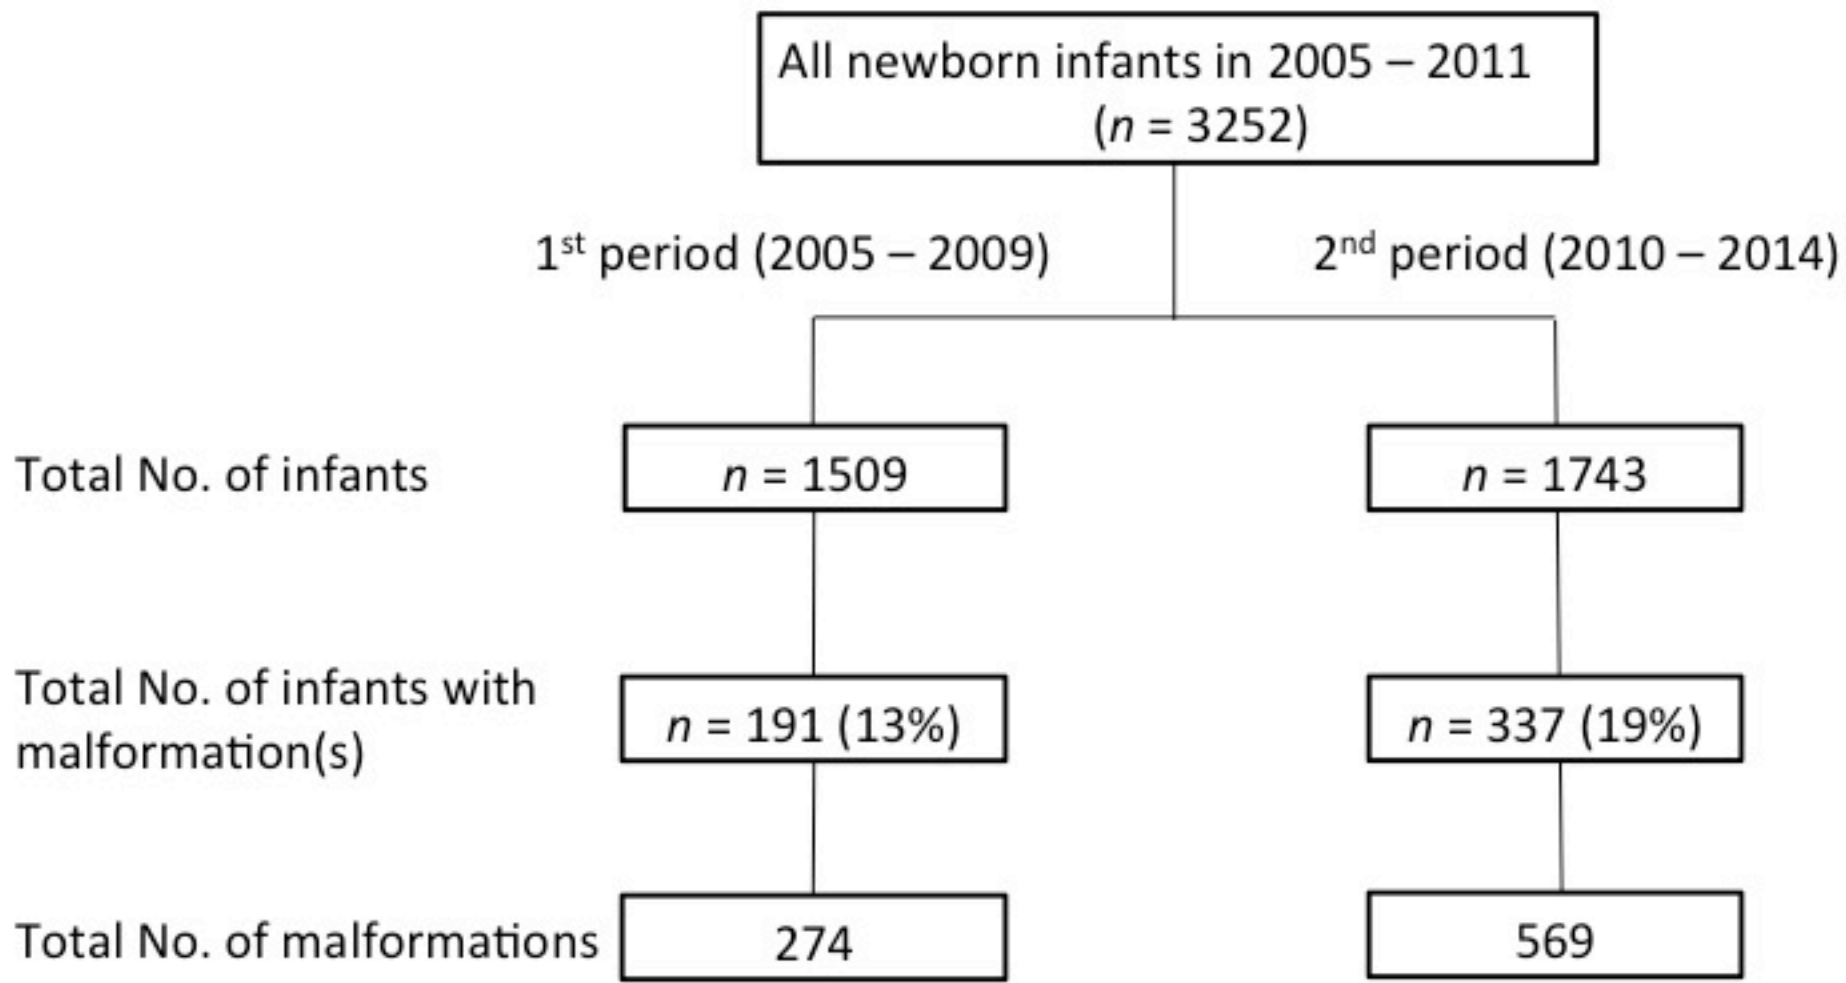 All newborn infants in 2005 – 2011
(n = 3252)
1st period (2005 – 2009)
2nd period (2010 – 2014)
Total No. of infants
n = 1509
n = 1743
Total No. of infants with
malformation(s)
n = 191 (13%)
n = 337 (19%)
Total No. of malformations
274
569